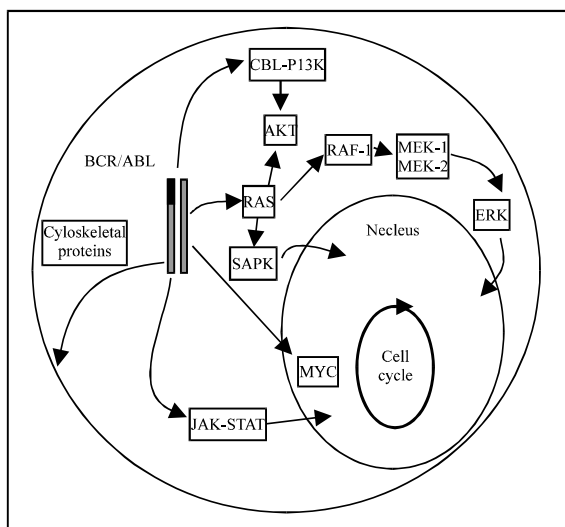 CBL-P13K
AKT
BCR/ABL
RAF-1
MEK-1
MEK-2
RAS
ERK
Cyloskeletal
proteins
Necleus
SAPK
MYC
Cell
cycle
JAK-STAT